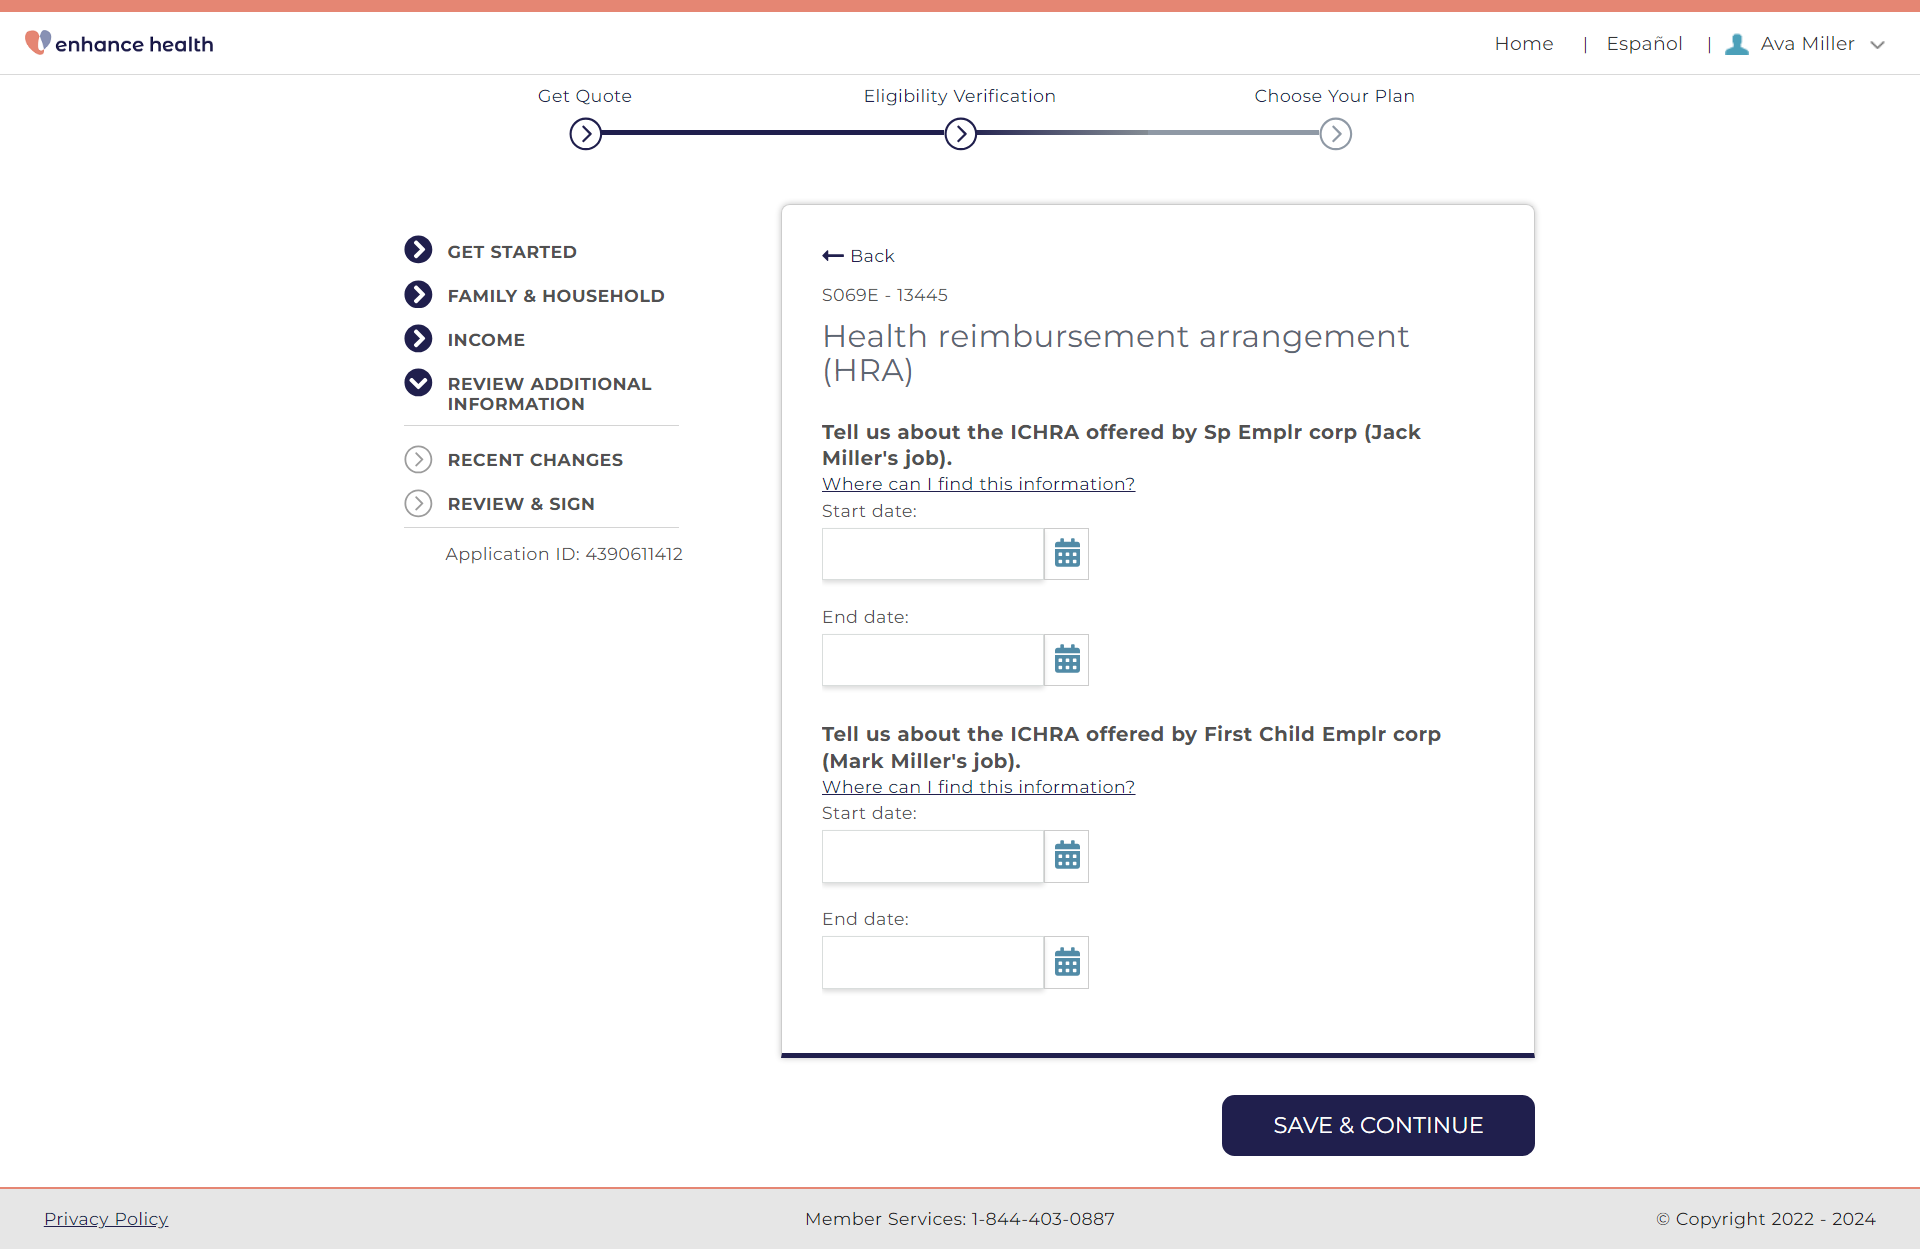 enhance health
Home | Español | Ava Miller
Get Quote
Eligibility Verification
Choose Your Plan
GET STARTED
FAMILY & HOUSEHOLD
INCOME
REVIEW ADDITIONAL
INFORMATION
RECENT CHANGES
REVIEW & SIGN
Application ID: 4390611412
Back
S069E - 13445
Health reimbursement arrangement
(HRA)
Tell us about the ICHRA offered by Sp Emplr corp (Jack
Miller's job).
Where can I find this information?
Start date:
End date:
Tell us about the ICHRA offered by First Child Emplr corp
(Mark Miller's job).
Where can I find this information?
Start date:
End date:
SAVE & CONTINUE
Privacy Policy
Member Services: 1-844-403-0887
© Copyright 2022 - 2024